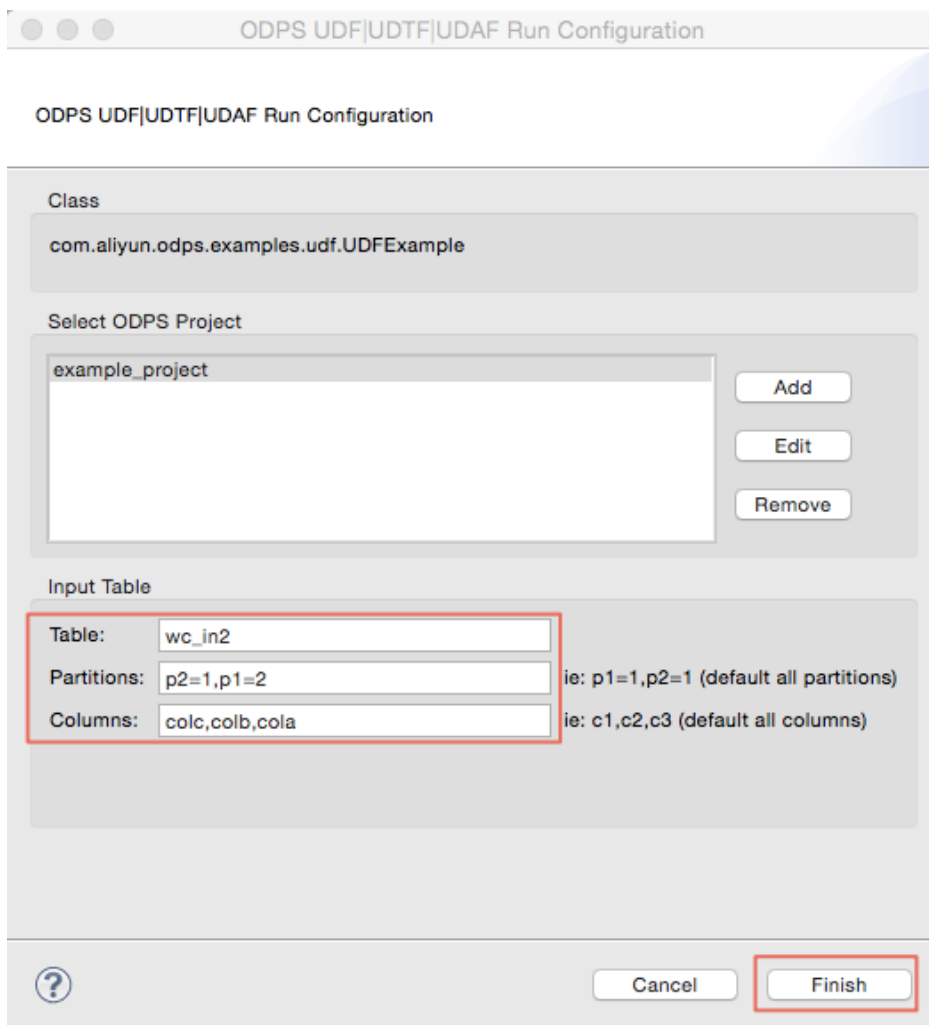 ODPS UDF|UDTF|UDAF Run Configuration
ODPS UDF|UDTF|UDAF Run Configuration
Class
com.aliyun.odps.examples.udf.UDFExample
Select ODPS Project
example_project
Add
Edit
Remove
Input Table
Table: wc_in2
Partitions: p2=1,p1=2 ie: p1=1,p2=1 (default all partitions)
Columns: colc,colb,cola ie: c1,c2,c3 (default all columns)
? Cancel Finish